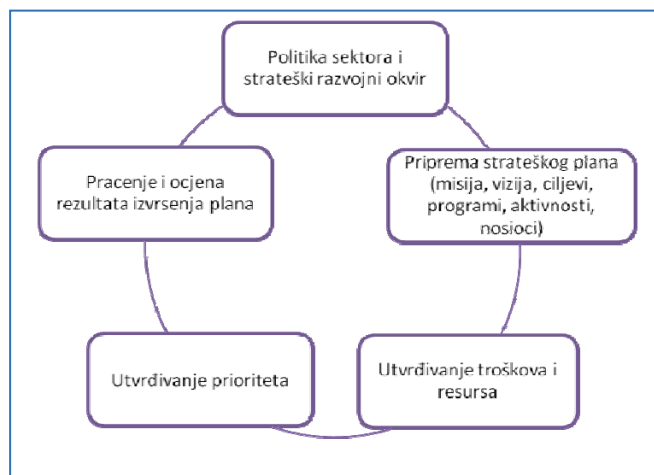 Politika sektora i
strateški razvojni okvir
Priprema strateškog plana
(misija, vizija, ciljevi,
programi, aktivnosti,
nosioci)
Utvrđivanje troškova i
resursa
Utvrđivanje prioriteta
Pracenje i ocjena
rezultata izvrsenja plana